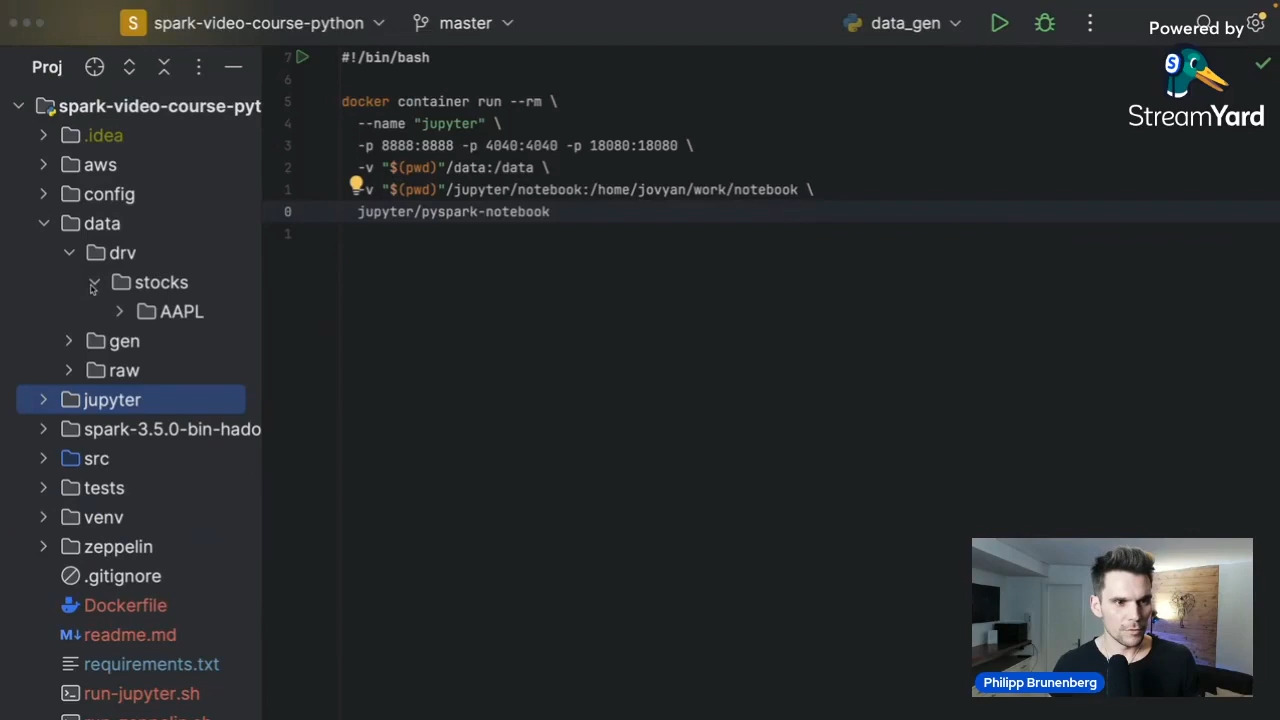 S spark-video-course-python master data_gen
Powered by
StreamYard
Proj
spark-video-course-pyt
.idea
aws
config
data
drv
stocks
AAPL
gen
raw
jupyter
spark-3.5.0-bin-hado
src
tests
venv
zeppelin
.gitignore
Dockerfile
M↓ readme.md
requirements.txt
run-jupyter.sh
run-zeppelin.sh
7 #!/bin/bash
6
5 docker container run --rm \
4 --name "jupyter" \
3 -p 8888:8888 -p 4040:4040 -p 18080:18080 \
2 -v "$(pwd)"/data:/data \
1 v "$(pwd)"/jupyter/notebook:/home/jovyan/work/notebook \
0 jupyter/pyspark-notebook
1
Philipp Brunenberg